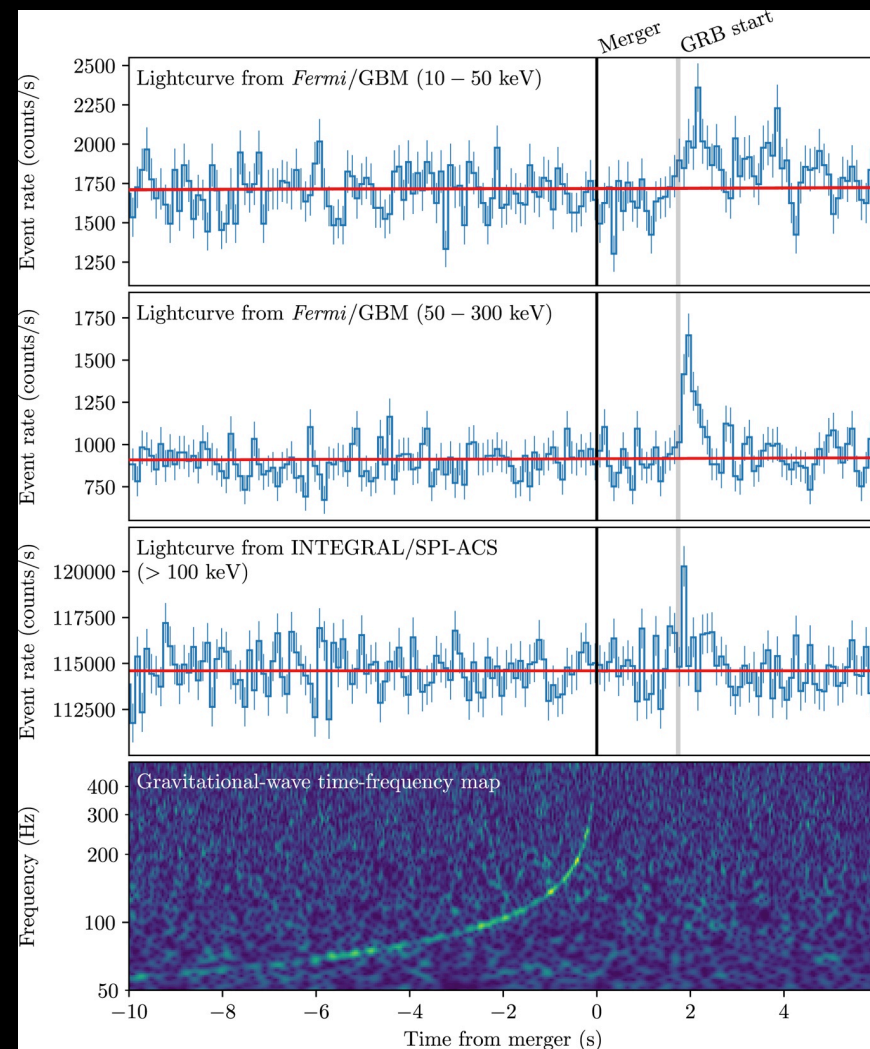 Merger
GRB start
Lightcurve from Fermi/GBM (10 − 50 keV)
Event rate (counts/s)
2500
2250
2000
1750
1500
1250
Lightcurve from Fermi/GBM (50 − 300 keV)
Event rate (counts/s)
1750
1500
1250
1000
750
Lightcurve from INTEGRAL/SPI-ACS
(> 100 keV)
Event rate (counts/s)
120000
117500
115000
112500
Gravitational-wave time-frequency map
Frequency (Hz)
400
300
200
100
50
−10 −8 −6 −4 −2 0 2 4
Time from merger (s)